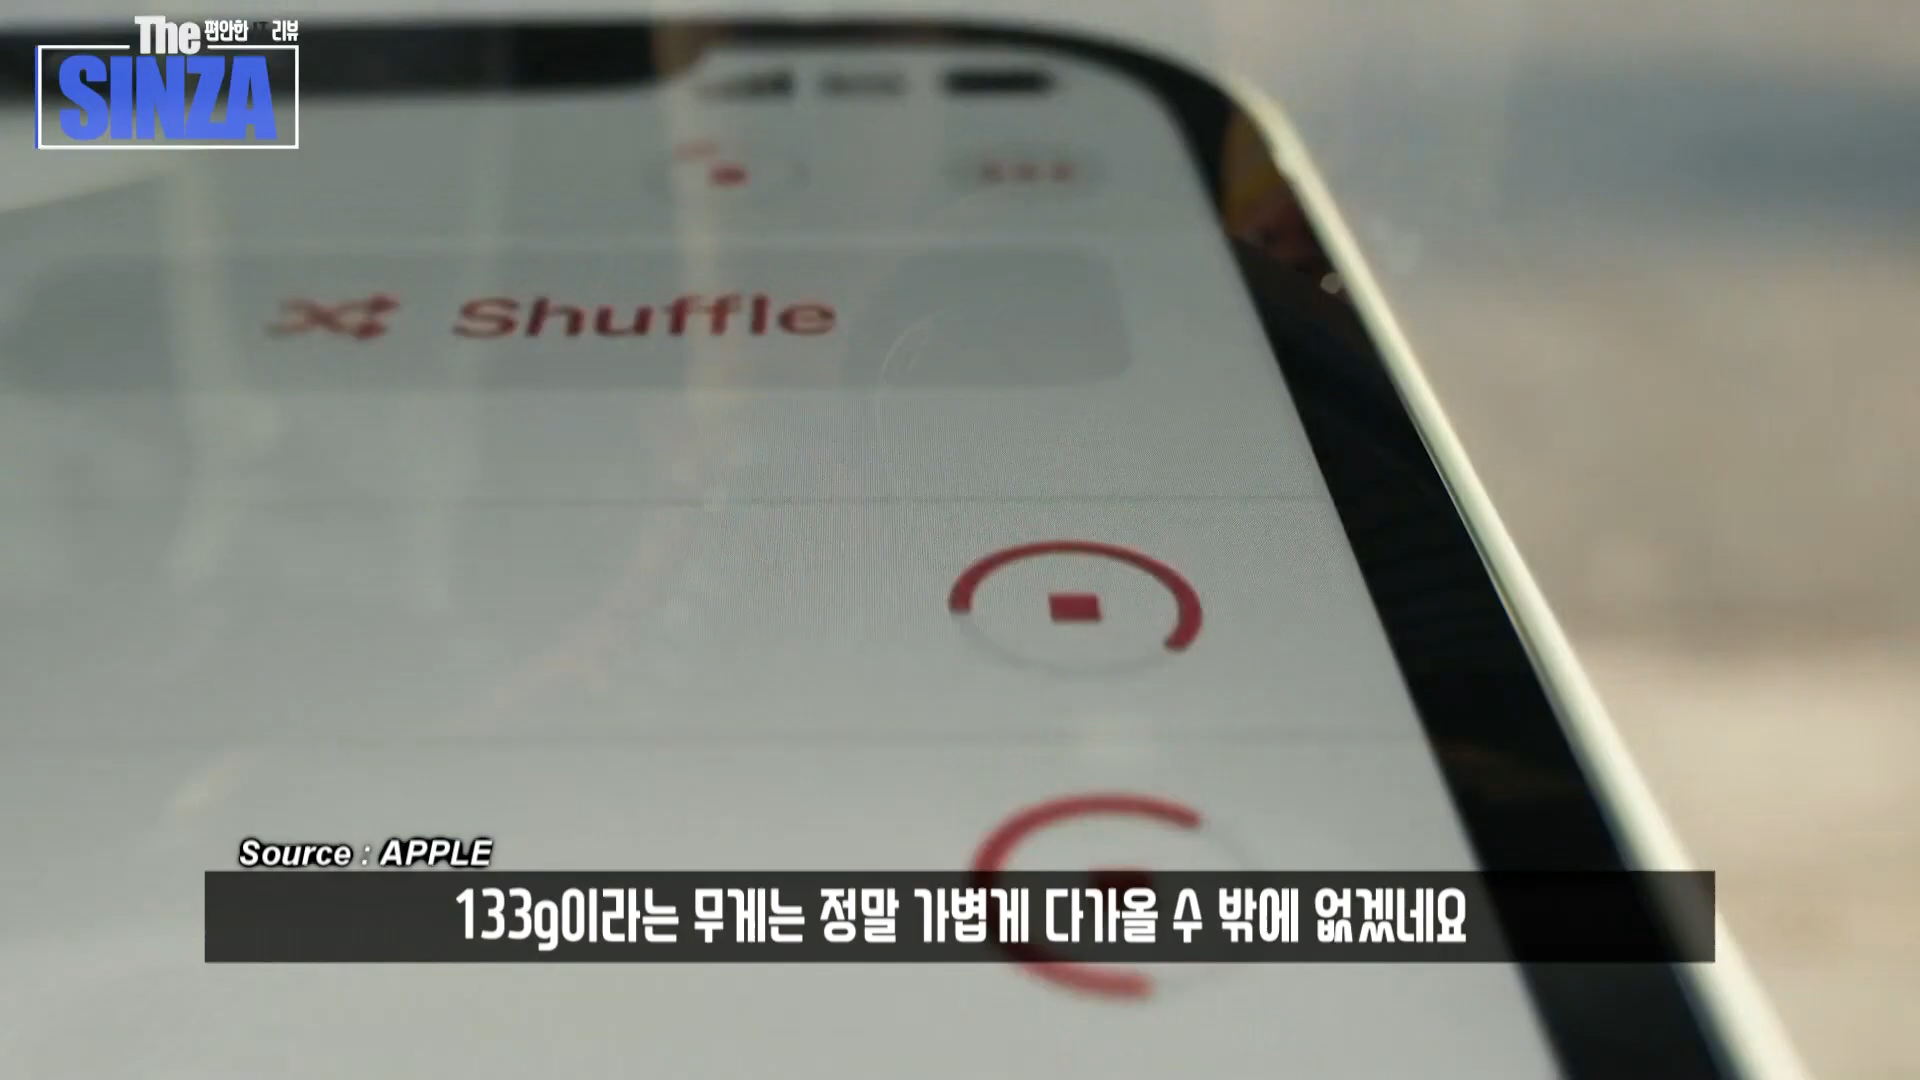 The 편안한 IT 리뷰
SINZA
Shuffle
Source : APPLE
133g이라는 무게는 정말 가볍게 다가올 수 밖에 없겠네요